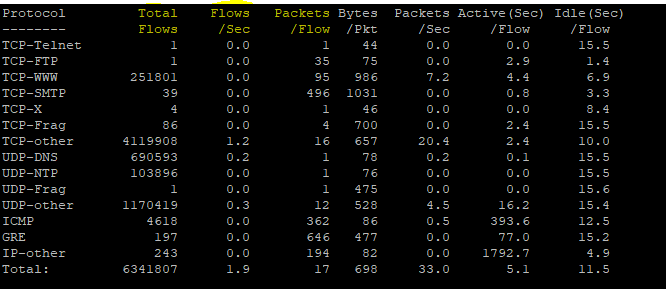 Protocol Total Flows Packets Bytes Packets Active(Sec) Idle(Sec)
-------- Flows /Sec /Flow /Pkt /Sec /Flow /Flow
TCP-Telnet 1 0.0 1 44 0.0 0.0 15.5
TCP-FTP 1 0.0 35 75 0.0 2.9 1.4
TCP-WWW 251801 0.0 95 986 7.2 4.4 6.9
TCP-SMTP 39 0.0 496 1031 0.0 0.8 3.3
TCP-X 4 0.0 1 46 0.0 0.0 8.4
TCP-Frag 86 0.0 4 700 0.0 2.4 15.5
TCP-other 4119908 1.2 16 657 20.4 2.4 10.0
UDP-DNS 690593 0.2 1 78 0.2 0.1 15.5
UDP-NTP 103896 0.0 1 76 0.0 0.0 15.5
UDP-Frag 1 0.0 1 475 0.0 0.0 15.6
UDP-other 1170419 0.3 12 528 4.5 16.2 15.4
ICMP 4618 0.0 362 86 0.5 393.6 12.5
GRE 197 0.0 646 477 0.0 77.0 15.2
IP-other 243 0.0 194 82 0.0 1792.7 4.9
Total: 6341807 1.9 17 698 33.0 5.1 11.5